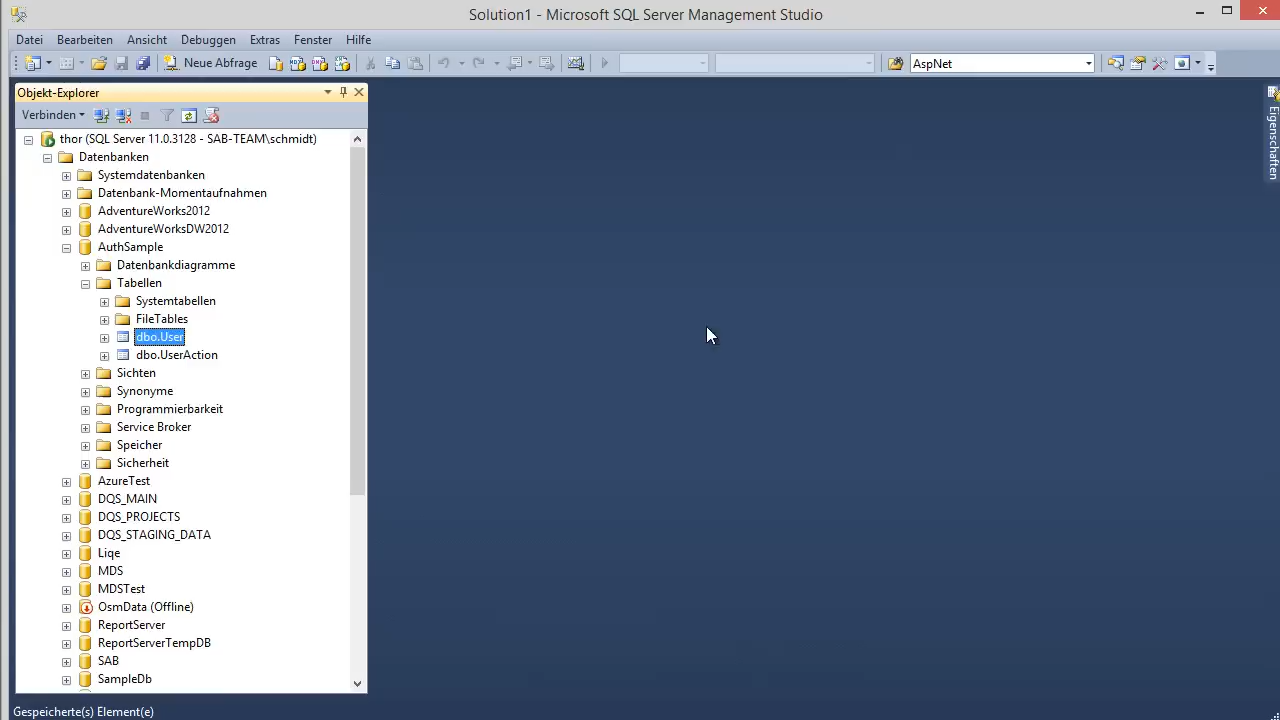 Solution1 - Microsoft SQL Server Management Studio
Datei Bearbeiten Ansicht Debuggen Extras Fenster Hilfe
Neue Abfrage AspNet
Objekt-Explorer
Verbinden
thor (SQL Server 11.0.3128 - SAB-TEAM\schmidt)
Datenbanken
Systemdatenbanken
Datenbank-Momentaufnahmen
AdventureWorks2012
AdventureWorksDW2012
AuthSample
Datenbankdiagramme
Tabellen
Systemtabellen
FileTables
dbo.User
dbo.UserAction
Sichten
Synonyme
Programmierbarkeit
Service Broker
Speicher
Sicherheit
AzureTest
DQS_MAIN
DQS_PROJECTS
DQS_STAGING_DATA
Liqe
MDS
MDSTest
OsmData (Offline)
ReportServer
ReportServerTempDB
SAB
SampleDb
Eigenschaften
Gespeicherte(s) Element(e)